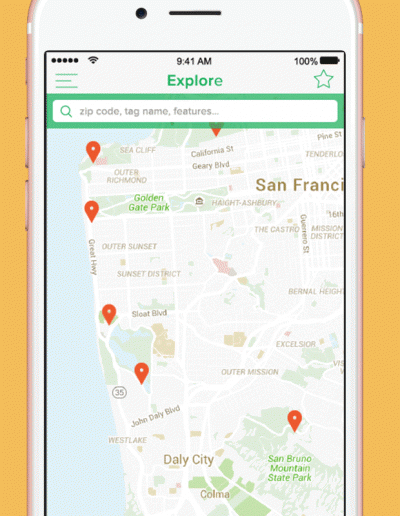 9:41 AM
100%
Explore
zip code, tag name, features...
Pine St
SEA CLIFF
California St
TENDERLO
Geary Blvd
OUTER
RICHMOND
San Franci
Golden
Gate Park
HAIGHT-ASHBURY
16th
THE CASTRO
MISSION
DISTRICT
Guerrero St
Great Hwy
OUTER SUNSET
SUNSET DISTRICT
BERNAL HEIGHT
Sloat Blvd
EXCELSIOR
VIS
OUTER MISSION
35
John Daly Blvd
WESTLAKE
Daly City
San Bruno
Mountain
State Park
Colma